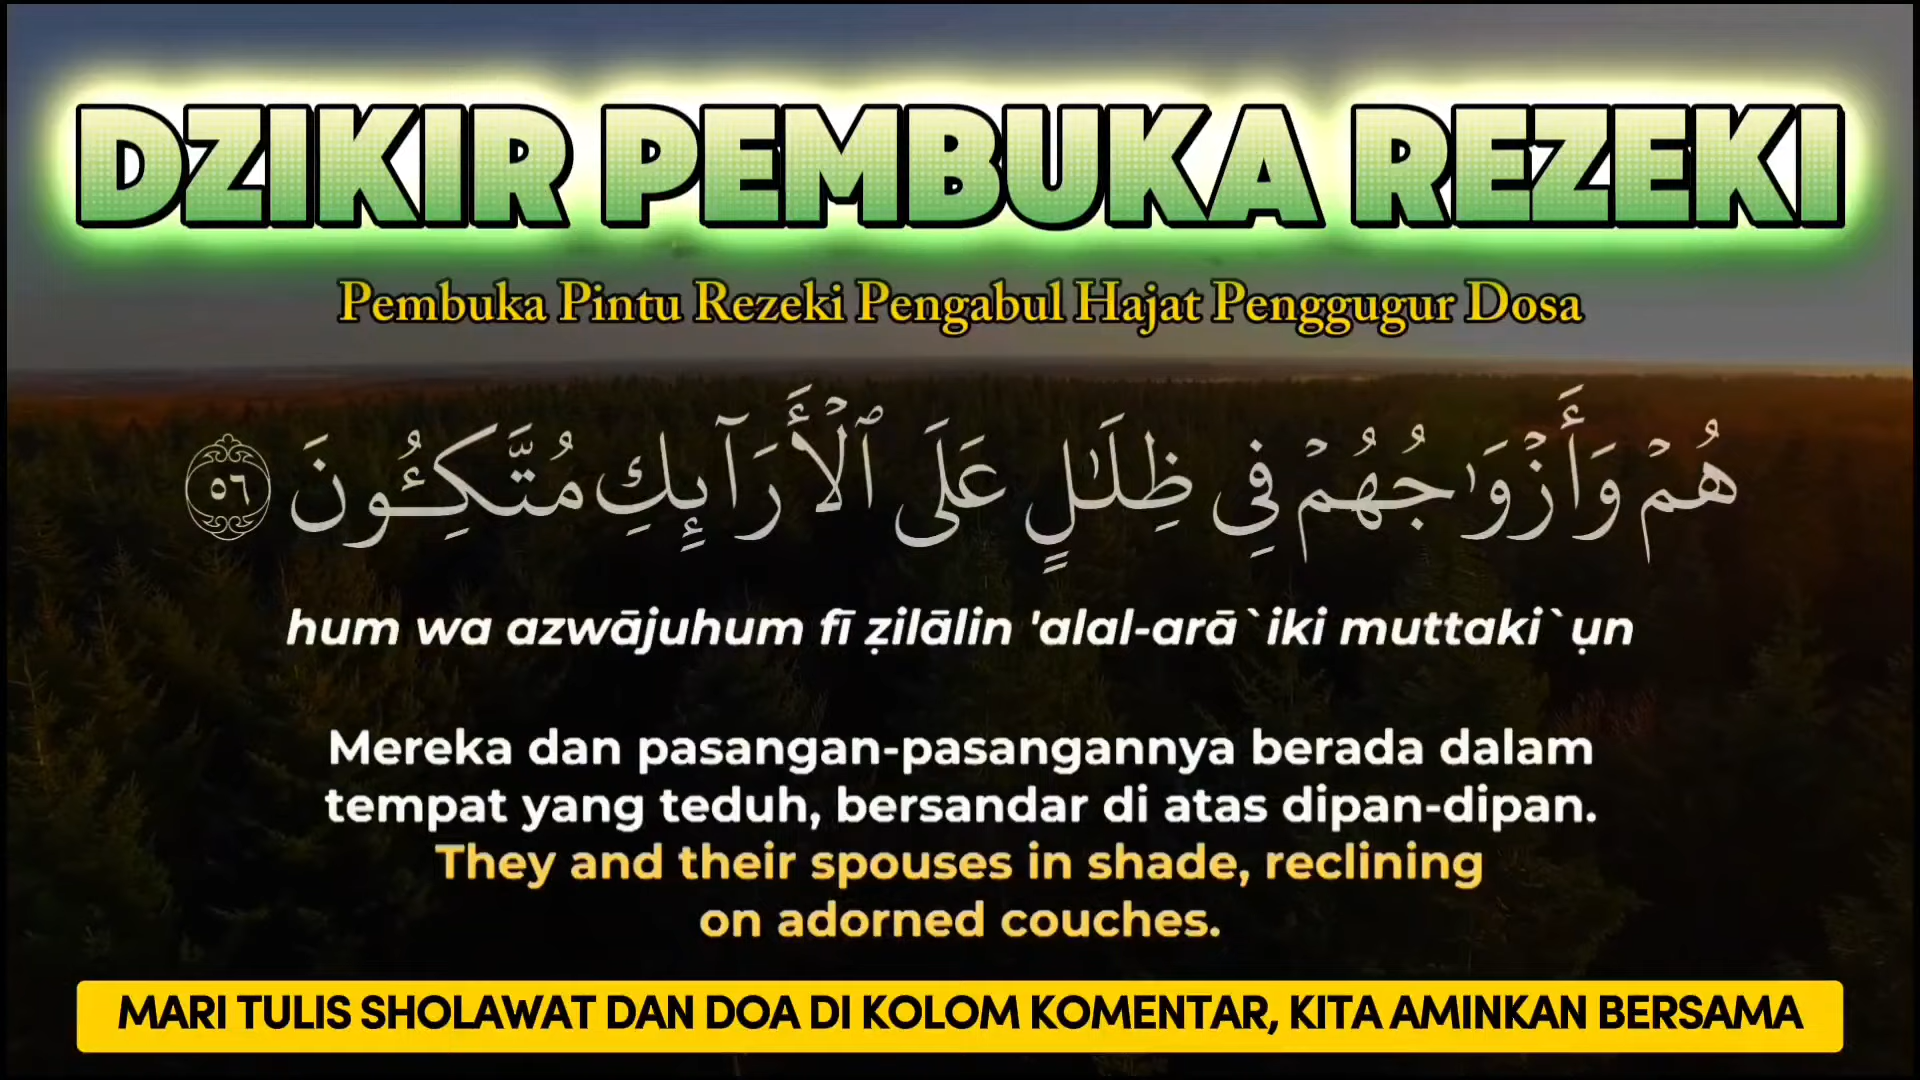 DZIKIR PEMBUKA REZEKI
Pembuka Pintu Rezeki Pengabul Hajat Penggugur Dosa
هُمْ وَأَزْوَٰجُهُمْ فِى ظِلَـٰلٍ عَلَى ٱلْأَرَآئِكِ مُتَّكِـُٔونَ ٥٦
hum wa azwājuhum fī ẓilālin 'alal-arā`iki muttaki`ụn
Mereka dan pasangan-pasangannya berada dalam
tempat yang teduh, bersandar di atas dipan-dipan.
They and their spouses in shade, reclining
on adorned couches.
MARI TULIS SHOLAWAT DAN DOA DI KOLOM KOMENTAR, KITA AMINKAN BERSAMA